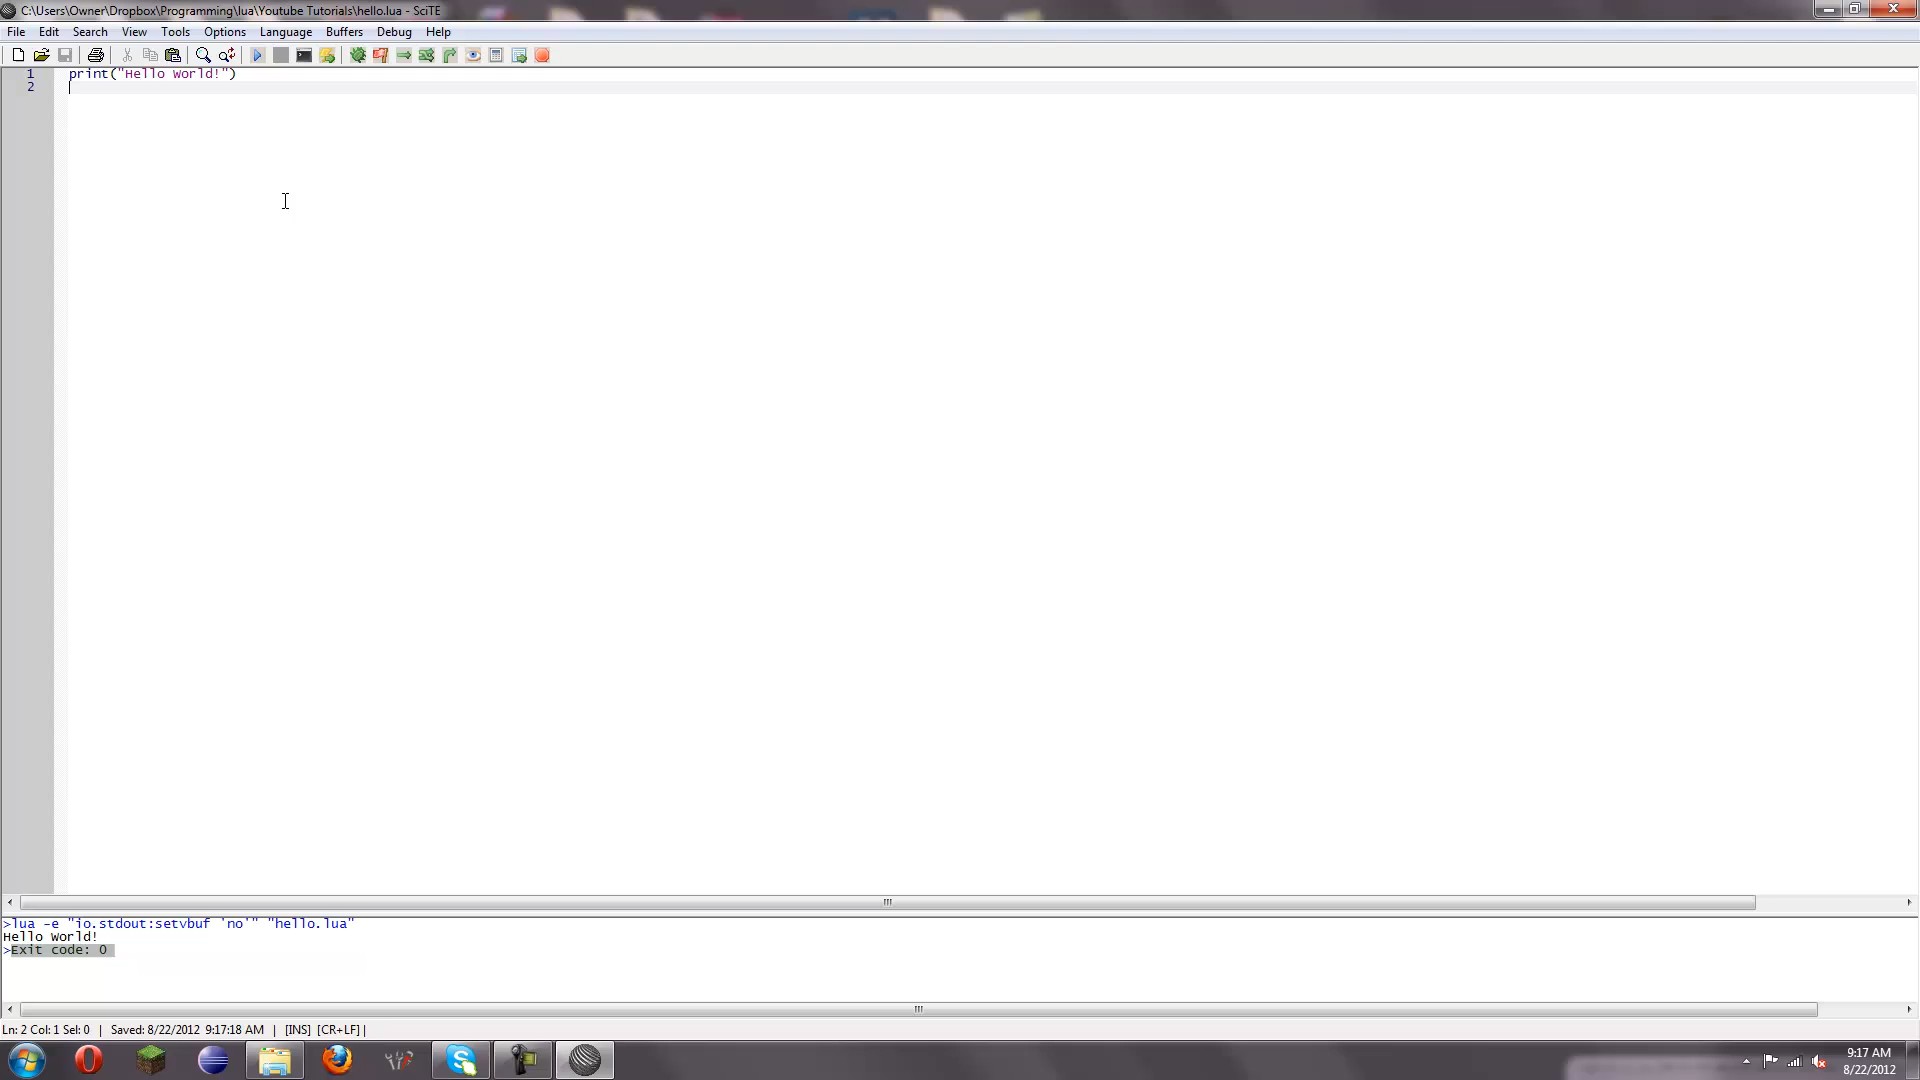 C:\Users\Owner\Dropbox\Programming\lua\Youtube Tutorials\hello.lua - SciTE
File Edit Search View Tools Options Language Buffers Debug Help
1 print("Hello World!")
2
>lua -e "io.stdout:setvbuf 'no'" "hello.lua"
Hello World!
>Exit code: 0
Ln: 2 Col: 1 Sel: 0 | Saved: 8/22/2012 9:17:18 AM | [INS] [CR+LF] |
9:17 AM
8/22/2012